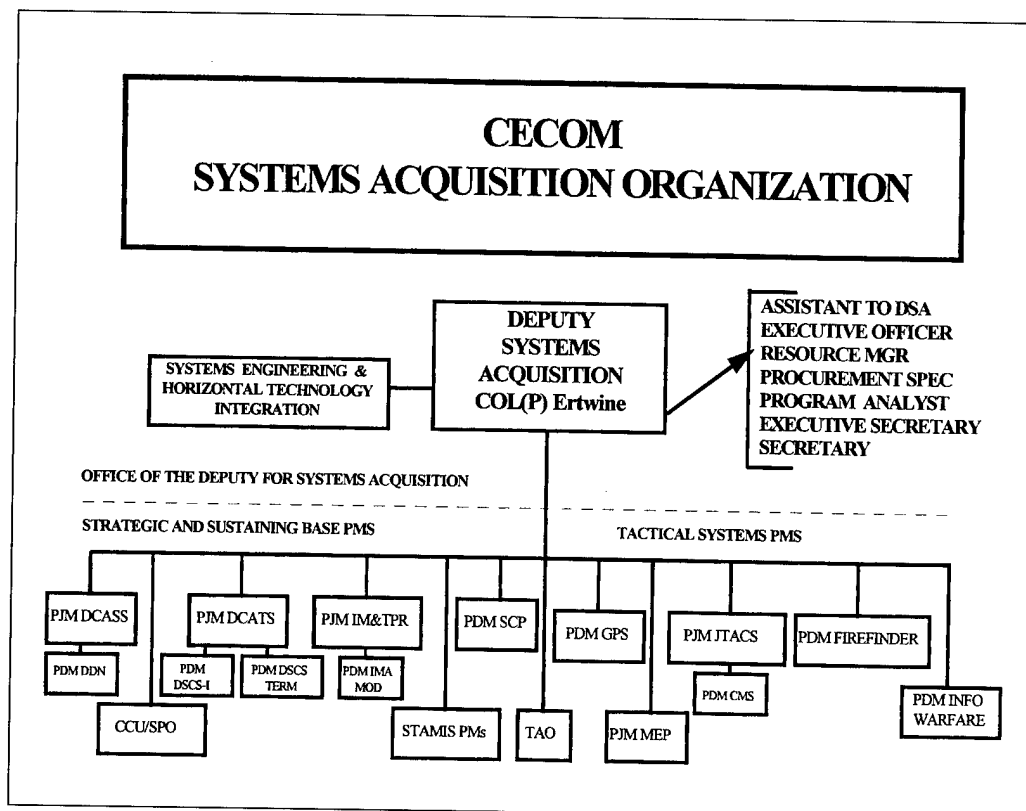 CECOM
SYSTEMS ACQUISITION ORGANIZATION
DEPUTY
SYSTEMS
ACQUISITION
COL(P) Ertwine
SYSTEMS ENGINEERING &
HORIZONTAL TECHNOLOGY
INTEGRATION
ASSISTANT TO DSA
EXECUTIVE OFFICER
RESOURCE MGR
PROCUREMENT SPEC
PROGRAM ANALYST
EXECUTIVE SECRETARY
SECRETARY
OFFICE OF THE DEPUTY FOR SYSTEMS ACQUISITION
STRATEGIC AND SUSTAINING BASE PMS
TACTICAL SYSTEMS PMS
PJM DCASS
PDM DDN
CCU/SPO
PJM DCATS
PDM
DSCS-I
PDM DSCS
TERM
PJM IM&TPR
PDM IMA
MOD
STAMIS PMs
PDM SCP
TAO
PDM GPS
PJM MEP
PJM JTACS
PDM CMS
PDM FIREFINDER
PDM INFO
WARFARE